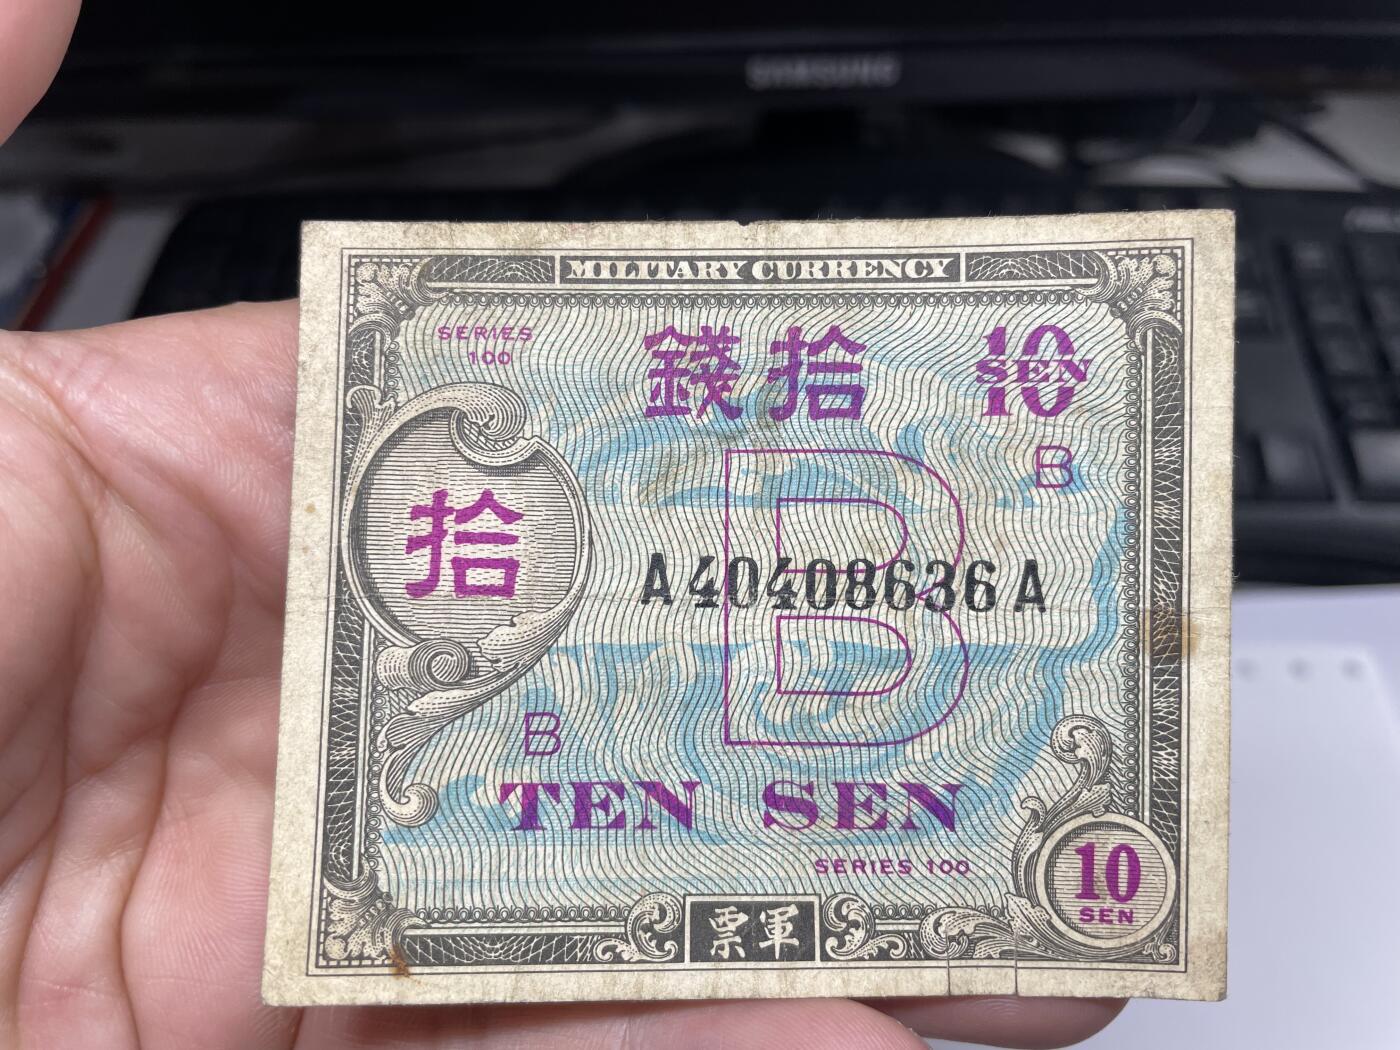 SAMSUNG
MILITARY CURRENCY
SERIES
100
錢拾
10
SEN
B
拾
B
A40408636A
B
TEN SEN
SERIES 100
10
SEN
票軍